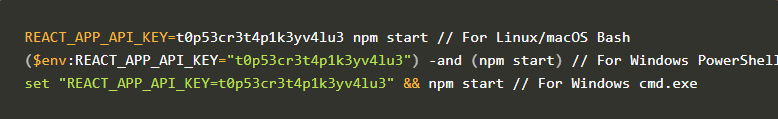 REACT_APP_API_KEY=t0p53cr3t4p1k3yv4lu3 npm start // For Linux/macOS Bash
($env:REACT_APP_API_KEY="t0p53cr3t4p1k3yv4lu3") -and (npm start) // For Windows PowerShell
set "REACT_APP_API_KEY=t0p53cr3t4p1k3yv4lu3" && npm start // For Windows cmd.exe